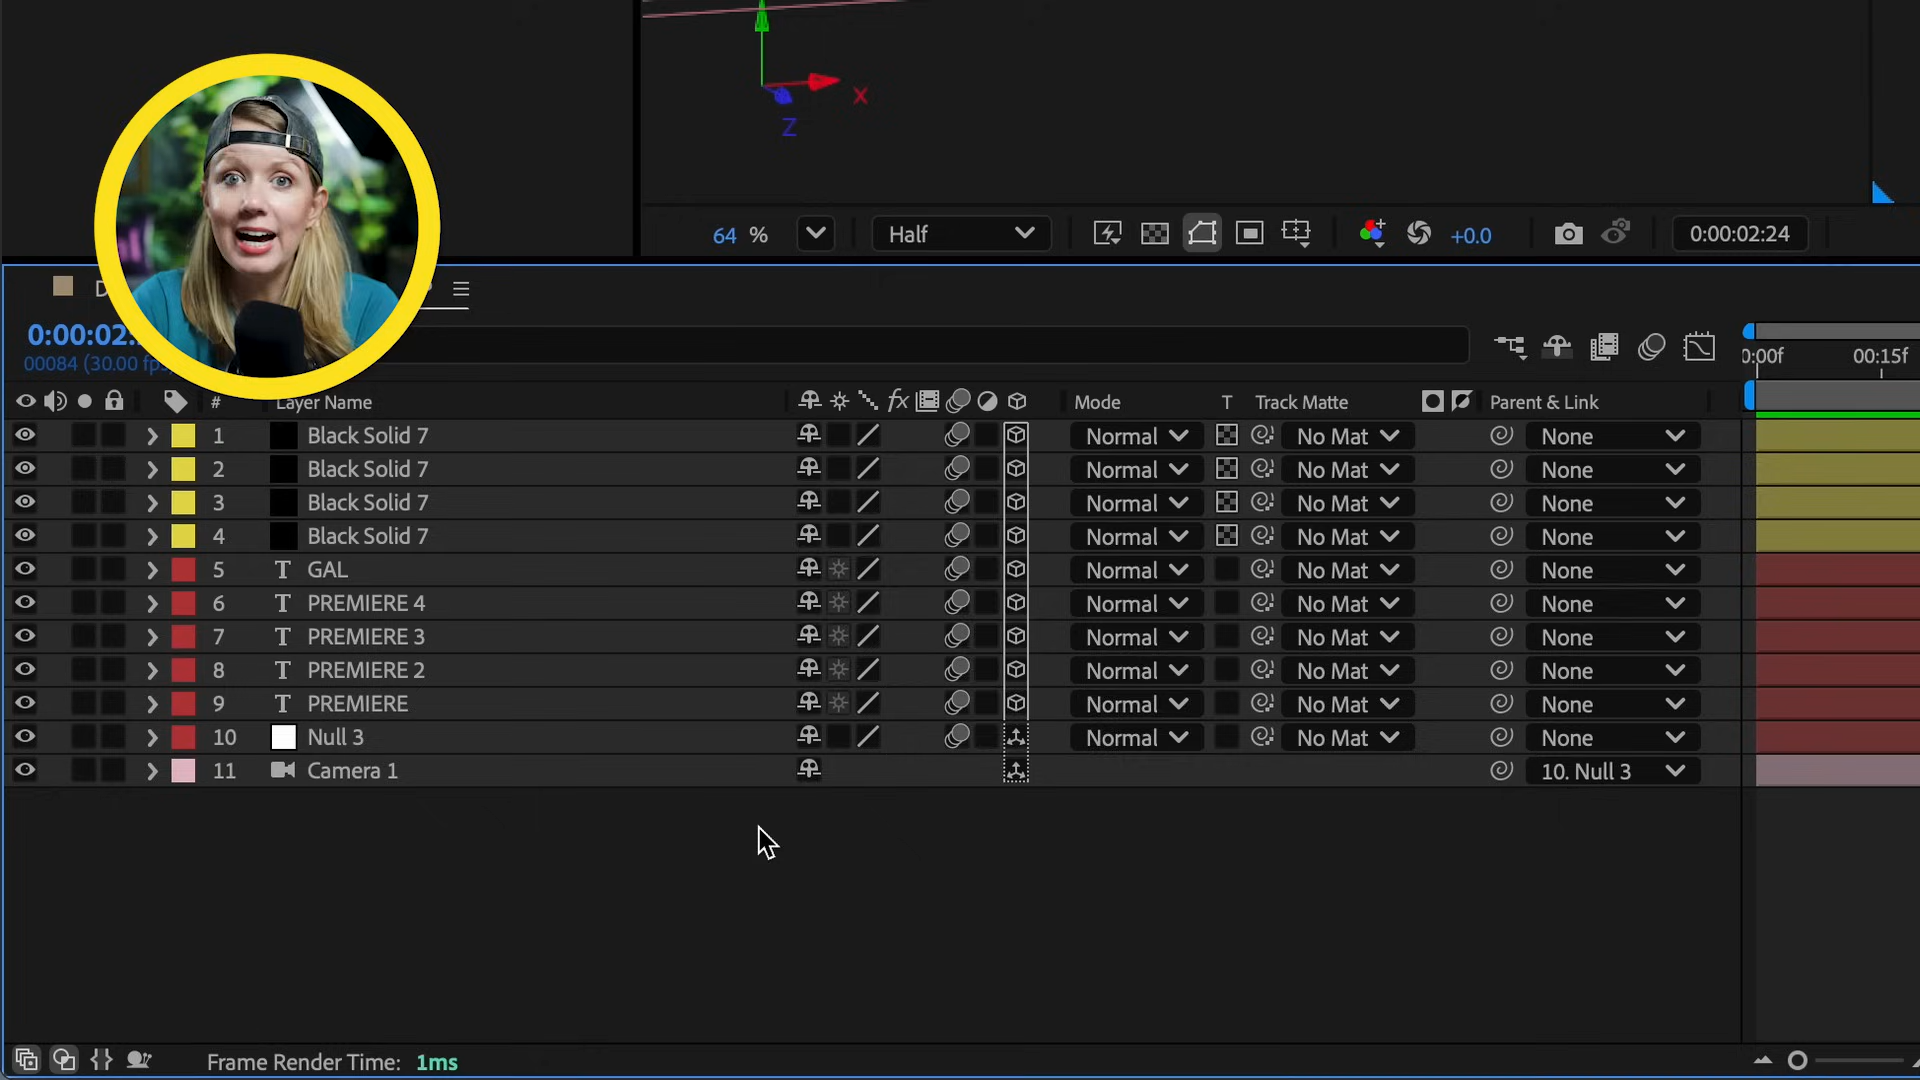 X
Z
64 % Half +0.0 0:00:02:24
0:00:02
00084 (30.00 fps
0:00f 00:15f
# Layer Name fx Mode T Track Matte Parent & Link
1 Black Solid 7 Normal No Mat None
2 Black Solid 7 Normal No Mat None
3 Black Solid 7 Normal No Mat None
4 Black Solid 7 Normal No Mat None
5 T GAL Normal No Mat None
6 T PREMIERE 4 Normal No Mat None
7 T PREMIERE 3 Normal No Mat None
8 T PREMIERE 2 Normal No Mat None
9 T PREMIERE Normal No Mat None
10 Null 3 Normal No Mat None
11 Camera 1 10. Null 3
Frame Render Time: 1ms